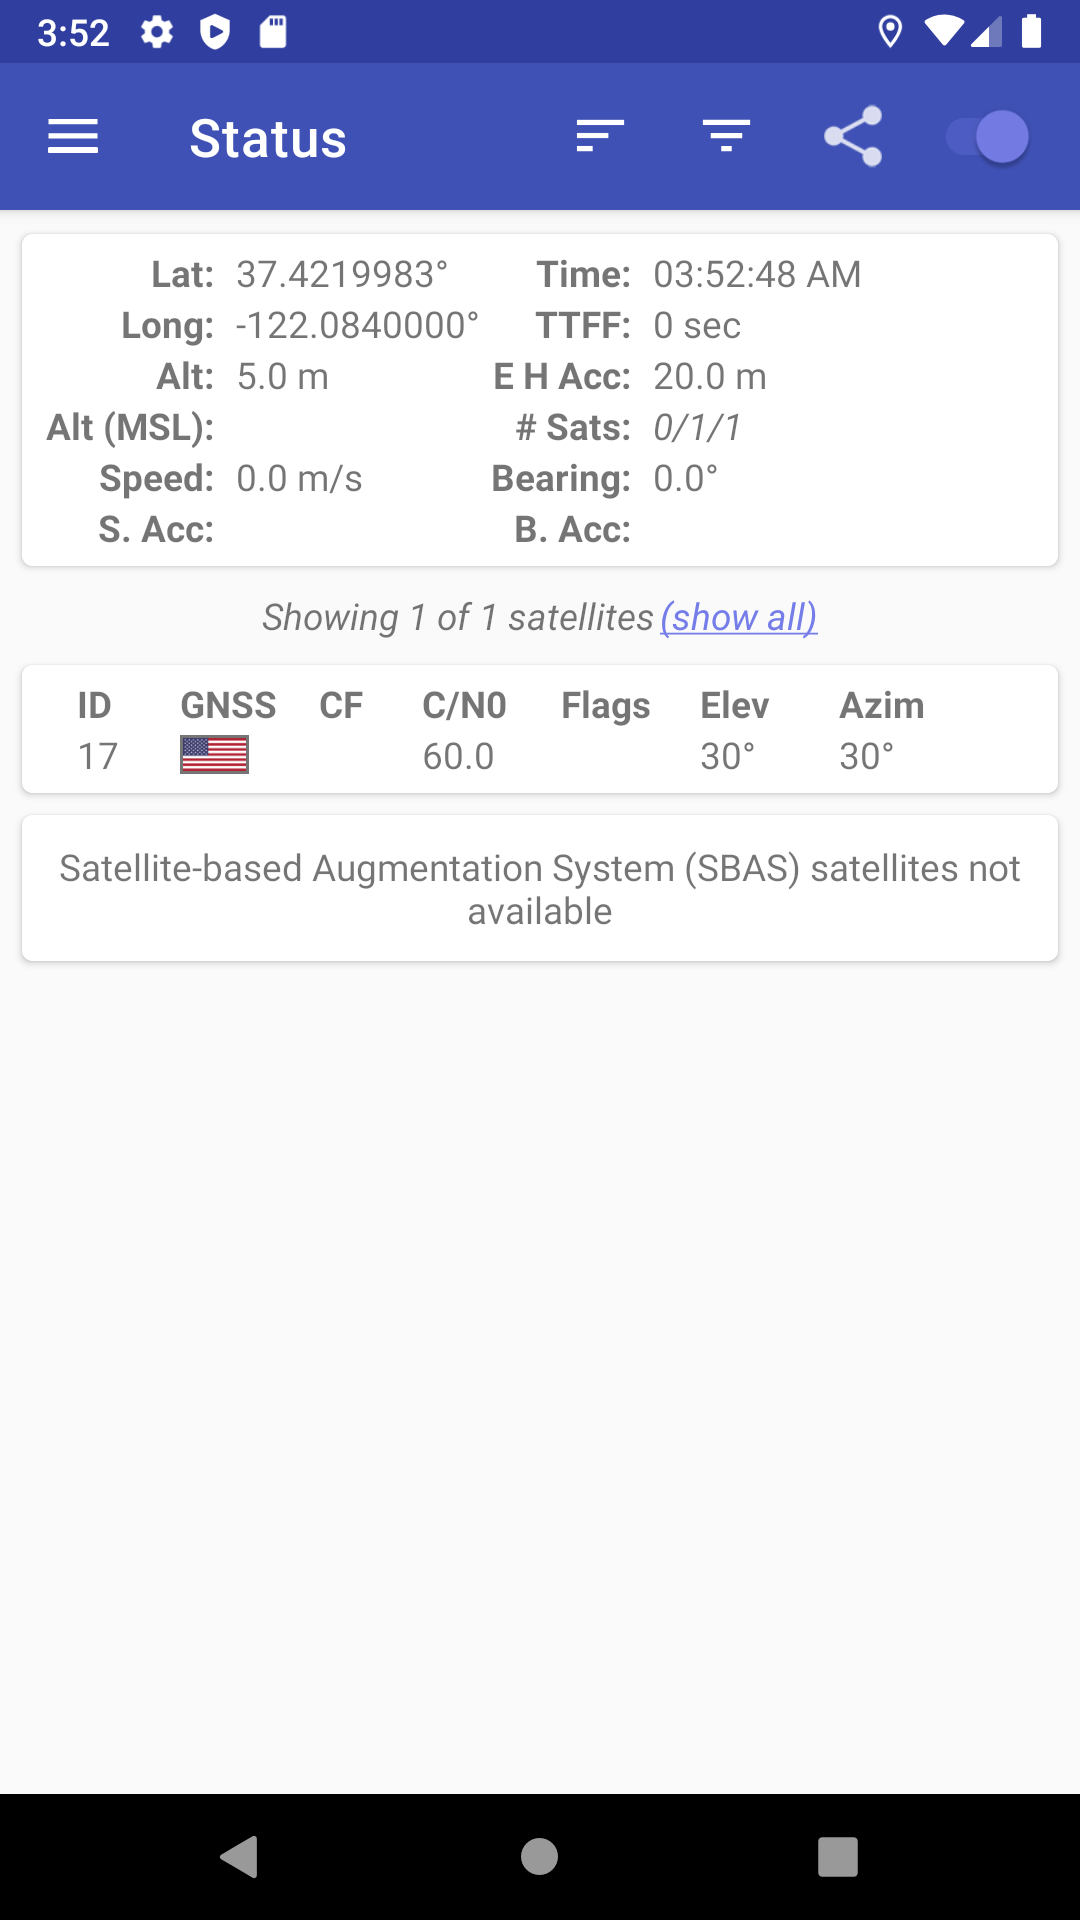 3:52
Status
Lat: 37.4219983° Time: 03:52:48 AM
Long: -122.0840000° TTFF: 0 sec
Alt: 5.0 m E H Acc: 20.0 m
Alt (MSL): # Sats: 0/1/1
Speed: 0.0 m/s Bearing: 0.0°
S. Acc: B. Acc:
Showing 1 of 1 satellites (show all)
ID GNSS CF C/N0 Flags Elev Azim
17 60.0 30° 30°
Satellite-based Augmentation System (SBAS) satellites not
available